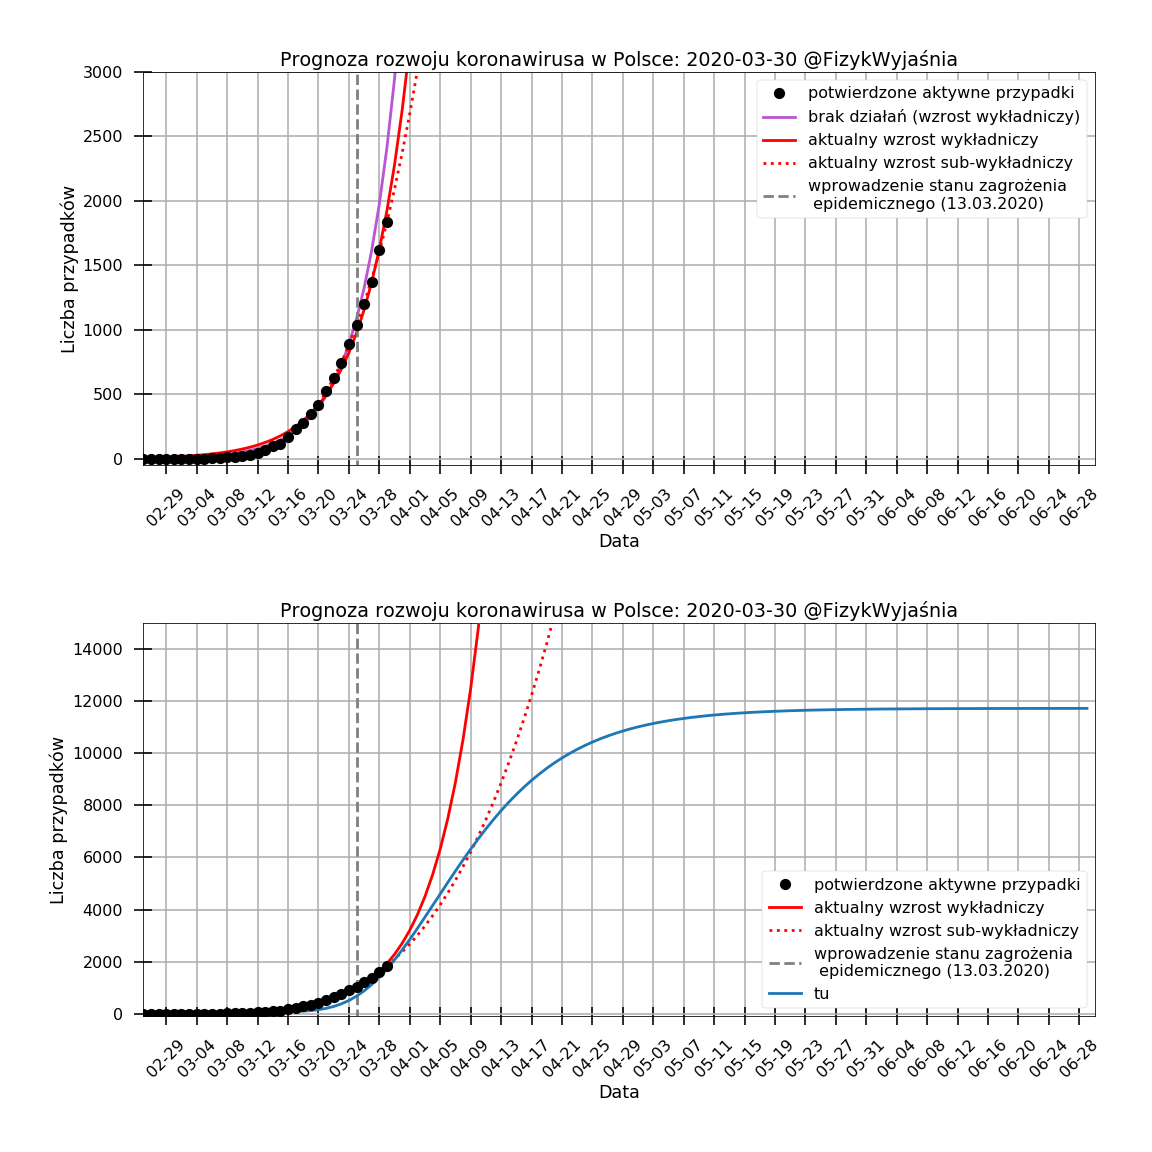 Prognoza rozwoju koronawirusa w Polsce: 2020-03-30 @FizykWyjaśnia
3000
2500
2000
1500
1000
500
0
Liczba przypadków
potwierdzone aktywne przypadki
brak działań (wzrost wykładniczy)
aktualny wzrost wykładniczy
aktualny wzrost sub-wykładniczy
wprowadzenie stanu zagrożenia
epidemicznego (13.03.2020)
02-29 03-04 03-08 03-12 03-16 03-20 03-24 03-28 04-01 04-05 04-09 04-13 04-17 04-21 04-25 04-29 05-03 05-07 05-11 05-15 05-19 05-23 05-27 05-31 06-04 06-08 06-12 06-16 06-20 06-24 06-28
Data
Prognoza rozwoju koronawirusa w Polsce: 2020-03-30 @FizykWyjaśnia
14000
12000
10000
8000
6000
4000
2000
0
Liczba przypadków
potwierdzone aktywne przypadki
aktualny wzrost wykładniczy
aktualny wzrost sub-wykładniczy
wprowadzenie stanu zagrożenia
epidemicznego (13.03.2020)
tu
02-29 03-04 03-08 03-12 03-16 03-20 03-24 03-28 04-01 04-05 04-09 04-13 04-17 04-21 04-25 04-29 05-03 05-07 05-11 05-15 05-19 05-23 05-27 05-31 06-04 06-08 06-12 06-16 06-20 06-24 06-28
Data